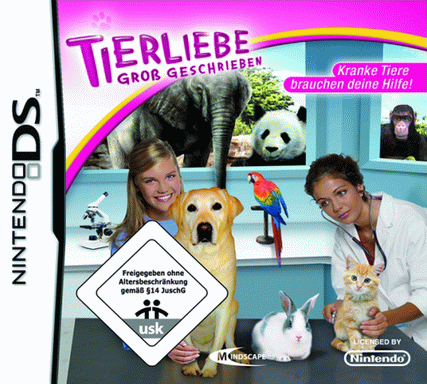 NINTENDO DS™
TIERLIEBE
GROß GESCHRIEBEN
Kranke Tiere
brauchen deine Hilfe!
Freigegeben ohne
Altersbeschränkung
gemäß §14 JuSchG
usk
MINDSCAPE
LICENSED BY
Nintendo